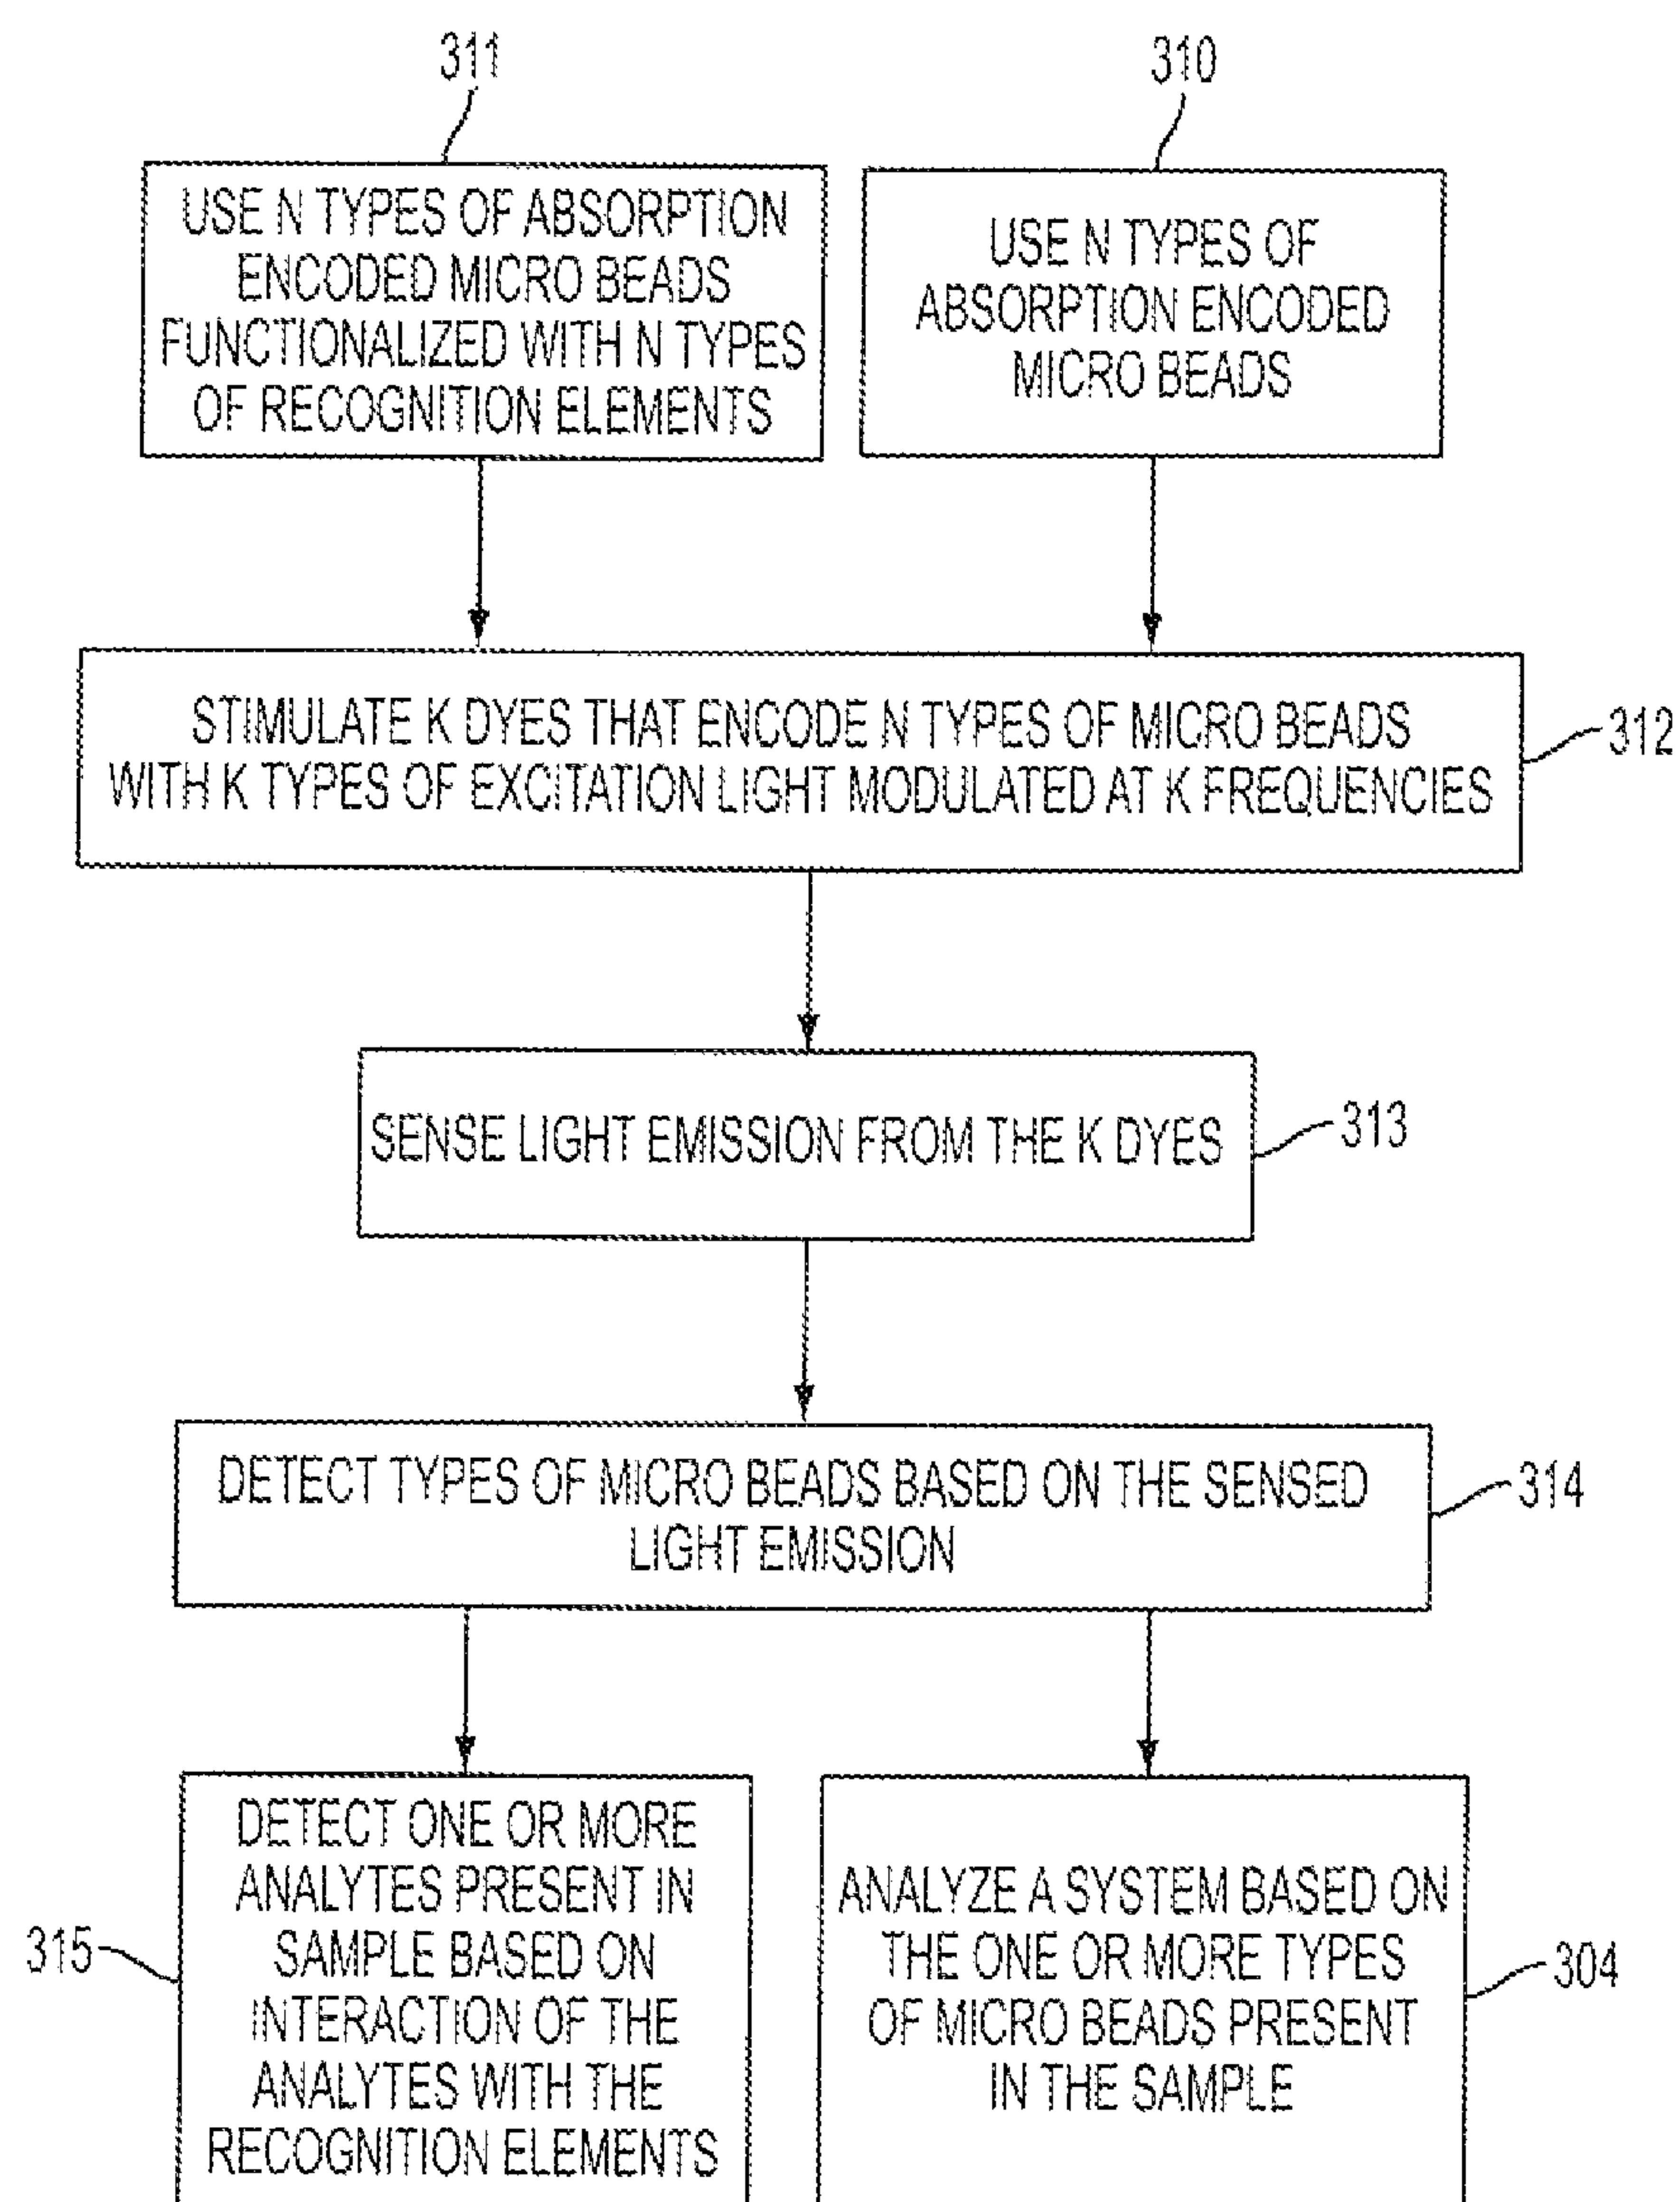 311
310
USE N TYPES OF ABSORPTION
ENCODED MICRO BEADS
FUNCTIONALIZED WITH N TYPES
OF RECOGNITION ELEMENTS
USE N TYPES OF
ABSORPTION ENCODED
MICRO BEADS
STIMULATE K DYES THAT ENCODE N TYPES OF MICRO BEADS
WITH K TYPES OF EXCITATION LIGHT MODULATED AT K FREQUENCIES
312
SENSE LIGHT EMISSION FROM THE K DYES
313
DETECT TYPES OF MICRO BEADS BASED ON THE SENSED
LIGHT EMISSION
314
DETECT ONE OR MORE
ANALYTES PRESENT IN
SAMPLE BASED ON
INTERACTION OF THE
ANALYTES WITH THE
RECOGNITION ELEMENTS
315
ANALYZE A SYSTEM BASED ON
THE ONE OR MORE TYPES
OF MICRO BEADS PRESENT
IN THE SAMPLE
304